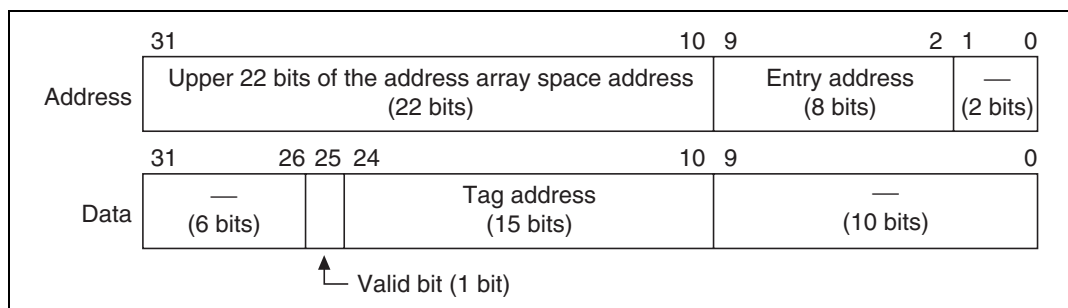 31 10 9 2 1 0
Address Upper 22 bits of the address array space address Entry address —
(22 bits) (8 bits) (2 bits)
31 26 25 24 10 9 0
Data — Tag address —
(6 bits) (15 bits) (10 bits)
Valid bit (1 bit)